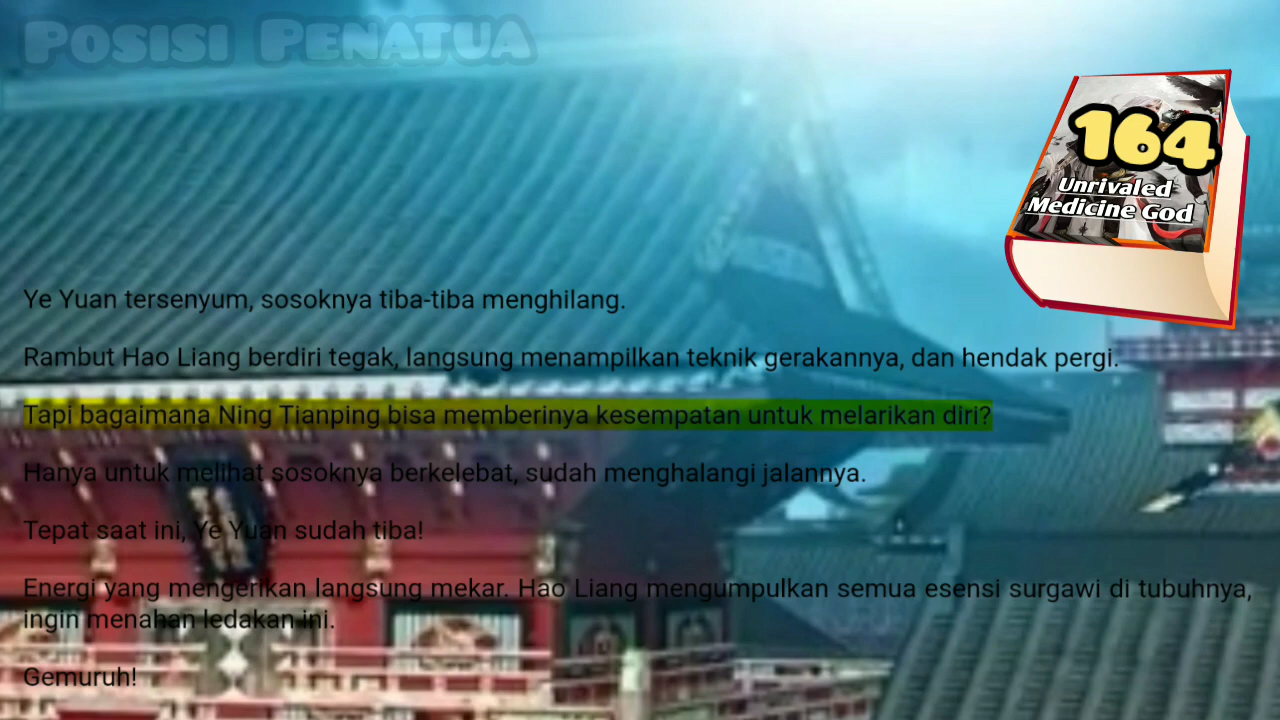 Posisi Penatua
164
Unrivaled
Medicine God
Ye Yuan tersenyum, sosoknya tiba-tiba menghilang.
Rambut Hao Liang berdiri tegak, langsung menampilkan teknik gerakannya, dan hendak pergi.
Tapi bagaimana Ning Tianping bisa memberinya kesempatan untuk melarikan diri?
Hanya untuk melihat sosoknya berkelebat, sudah menghalangi jalannya.
Tepat saat ini, Ye Yuan sudah tiba!
Energi yang mengerikan langsung mekar. Hao Liang mengumpulkan semua esensi surgawi di tubuhnya,
ingin menahan ledakan ini.
Gemuruh!